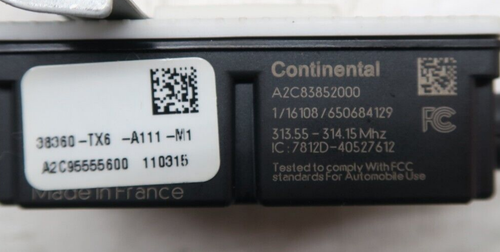 38360-TX6 -A111-M1
A2C95555600 110315
Made in France
Continental
A2C83852000
1/16108/650684129
313.55 - 314.15 Mhz
IC : 7812D-40527612
Tested to comply With FCC
standards For Automobile Use
FC